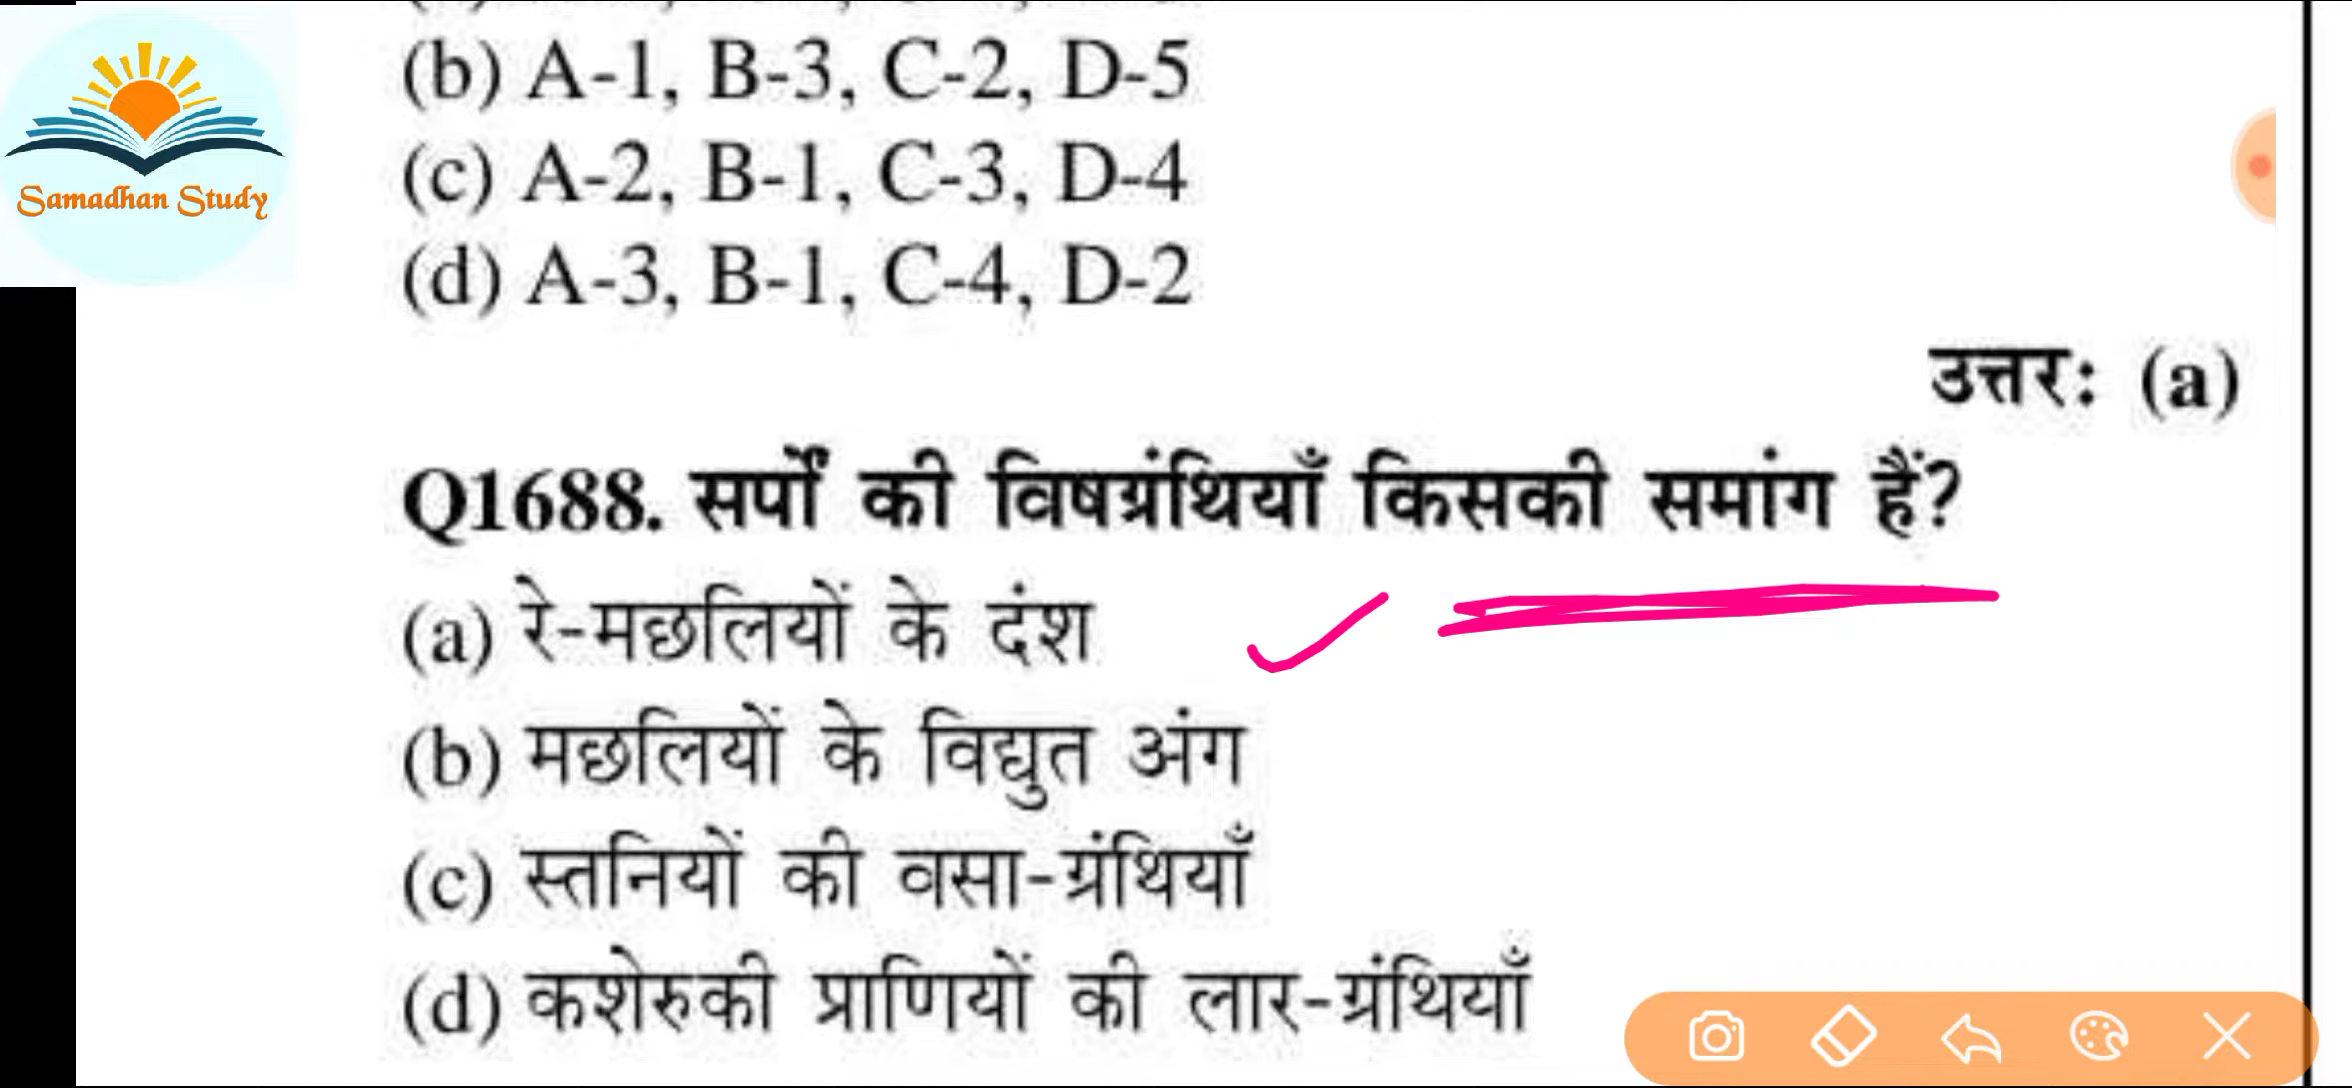 (b) A-1, B-3, C-2, D-5
Samadhan Study
(c) A-2, B-1, C-3, D-4
(d) A-3, B-1, C-4, D-2
उत्तरः (a)
Q1688. सर्पों की विषग्रंथियाँ किसकी समांग हैं?
(a) रे-मछलियों के दंश
(b) मछलियों के विद्युत अंग
(c) स्तनियों की वसा-ग्रंथियाँ
(d) कशेरुकी प्राणियों की लार-ग्रंथियाँ